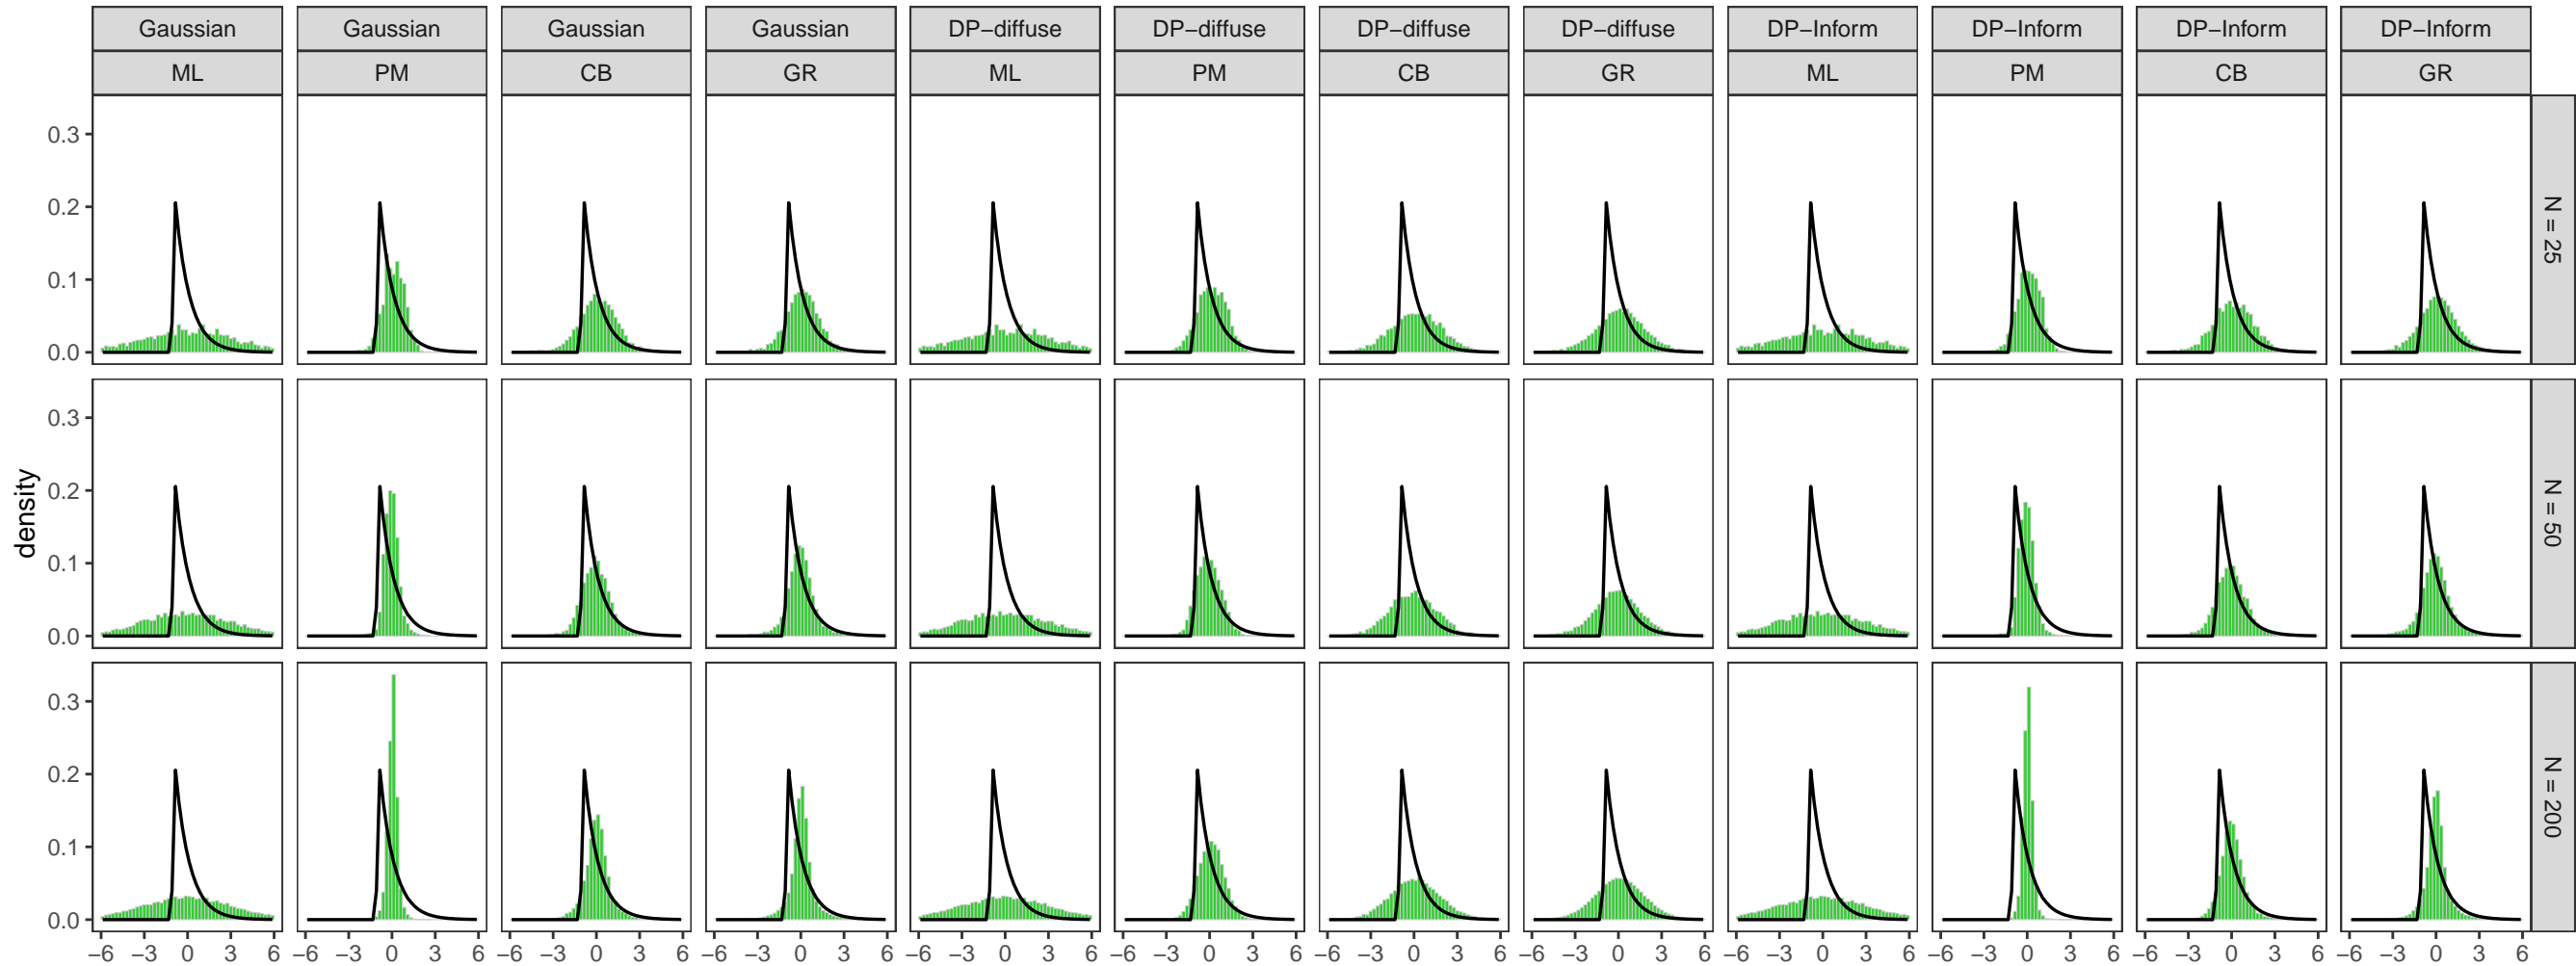 Gaussian Gaussian Gaussian Gaussian DP−diffuse DP−diffuse DP−diffuse DP−diffuse DP−Inform DP−Inform DP−Inform DP−Inform
ML PM CB GR ML PM CB GR ML PM CB GR
0.3
0.2
0.1
0.0
N = 25
0.3
0.2
0.1
0.0
N = 50
density
0.3
0.2
0.1
0.0
N = 200
−6 −3 0 3 6 −6 −3 0 3 6 −6 −3 0 3 6 −6 −3 0 3 6 −6 −3 0 3 6 −6 −3 0 3 6 −6 −3 0 3 6 −6 −3 0 3 6 −6 −3 0 3 6 −6 −3 0 3 6 −6 −3 0 3 6 −6 −3 0 3 6